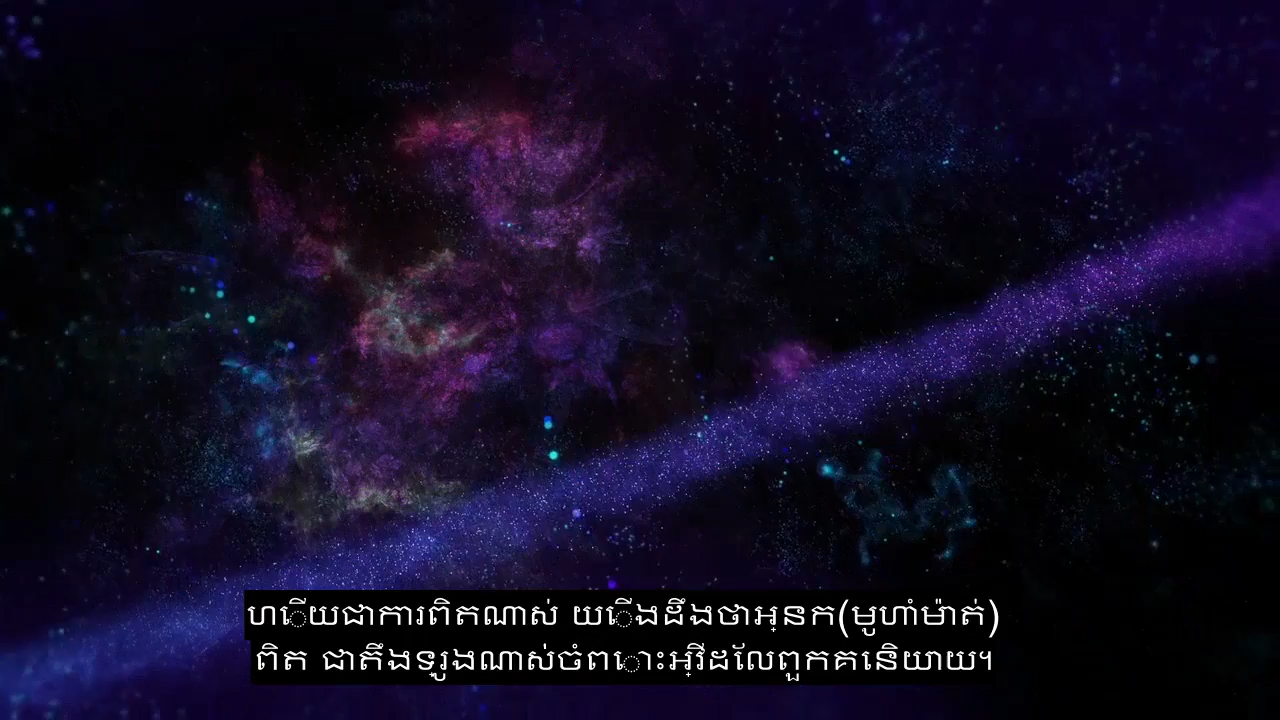 ហើយជាការពិតណាស់ យើងដឹងថាអ្នក(មូហាំម៉ាត់)
ពិត ជាតឹងទ្រូងណាស់ចំពោះអ្វីដែលពួកគេនិយាយ។